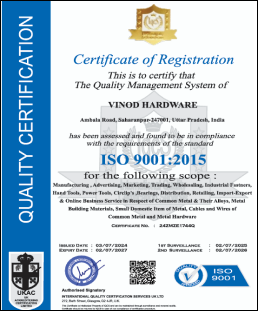 QUALITY CERTIFICATION
Certificate of Registration
This is to certify that
The Quality Management System of
VINOD HARDWARE
Ambala Road, Saharanpur-247001, Uttar Pradesh, India
has been assessed and found to be in compliance
with the requirements of the standard
ISO 9001:2015
for the following scope :
Manufacturing , Advertising, Marketing, Trading, Wholesaling, Industrial Fastners,
Hand Tools, Power Tools, Circlip's ,Bearings, Distribution, Retailing, Import-Export
& Online Business Service in Respect of Common Metal & Their Alloys, Metal
Building Materials, Small Domestic Item of Metal, Cables and Wires of
Common Metal and Metal Hardware
Certificate No. : 24ZMZE1744Q
Issued Date : 03/07/2024 1st Surveillance : 02/07/2025
Expiry Date : 02/07/2027 2nd Surveillance : 02/07/2026
UKAC
ISO
9001
Authorised Signatory
INTERNATIONAL QUALITY CERTIFICATION SERVICES UK LTD